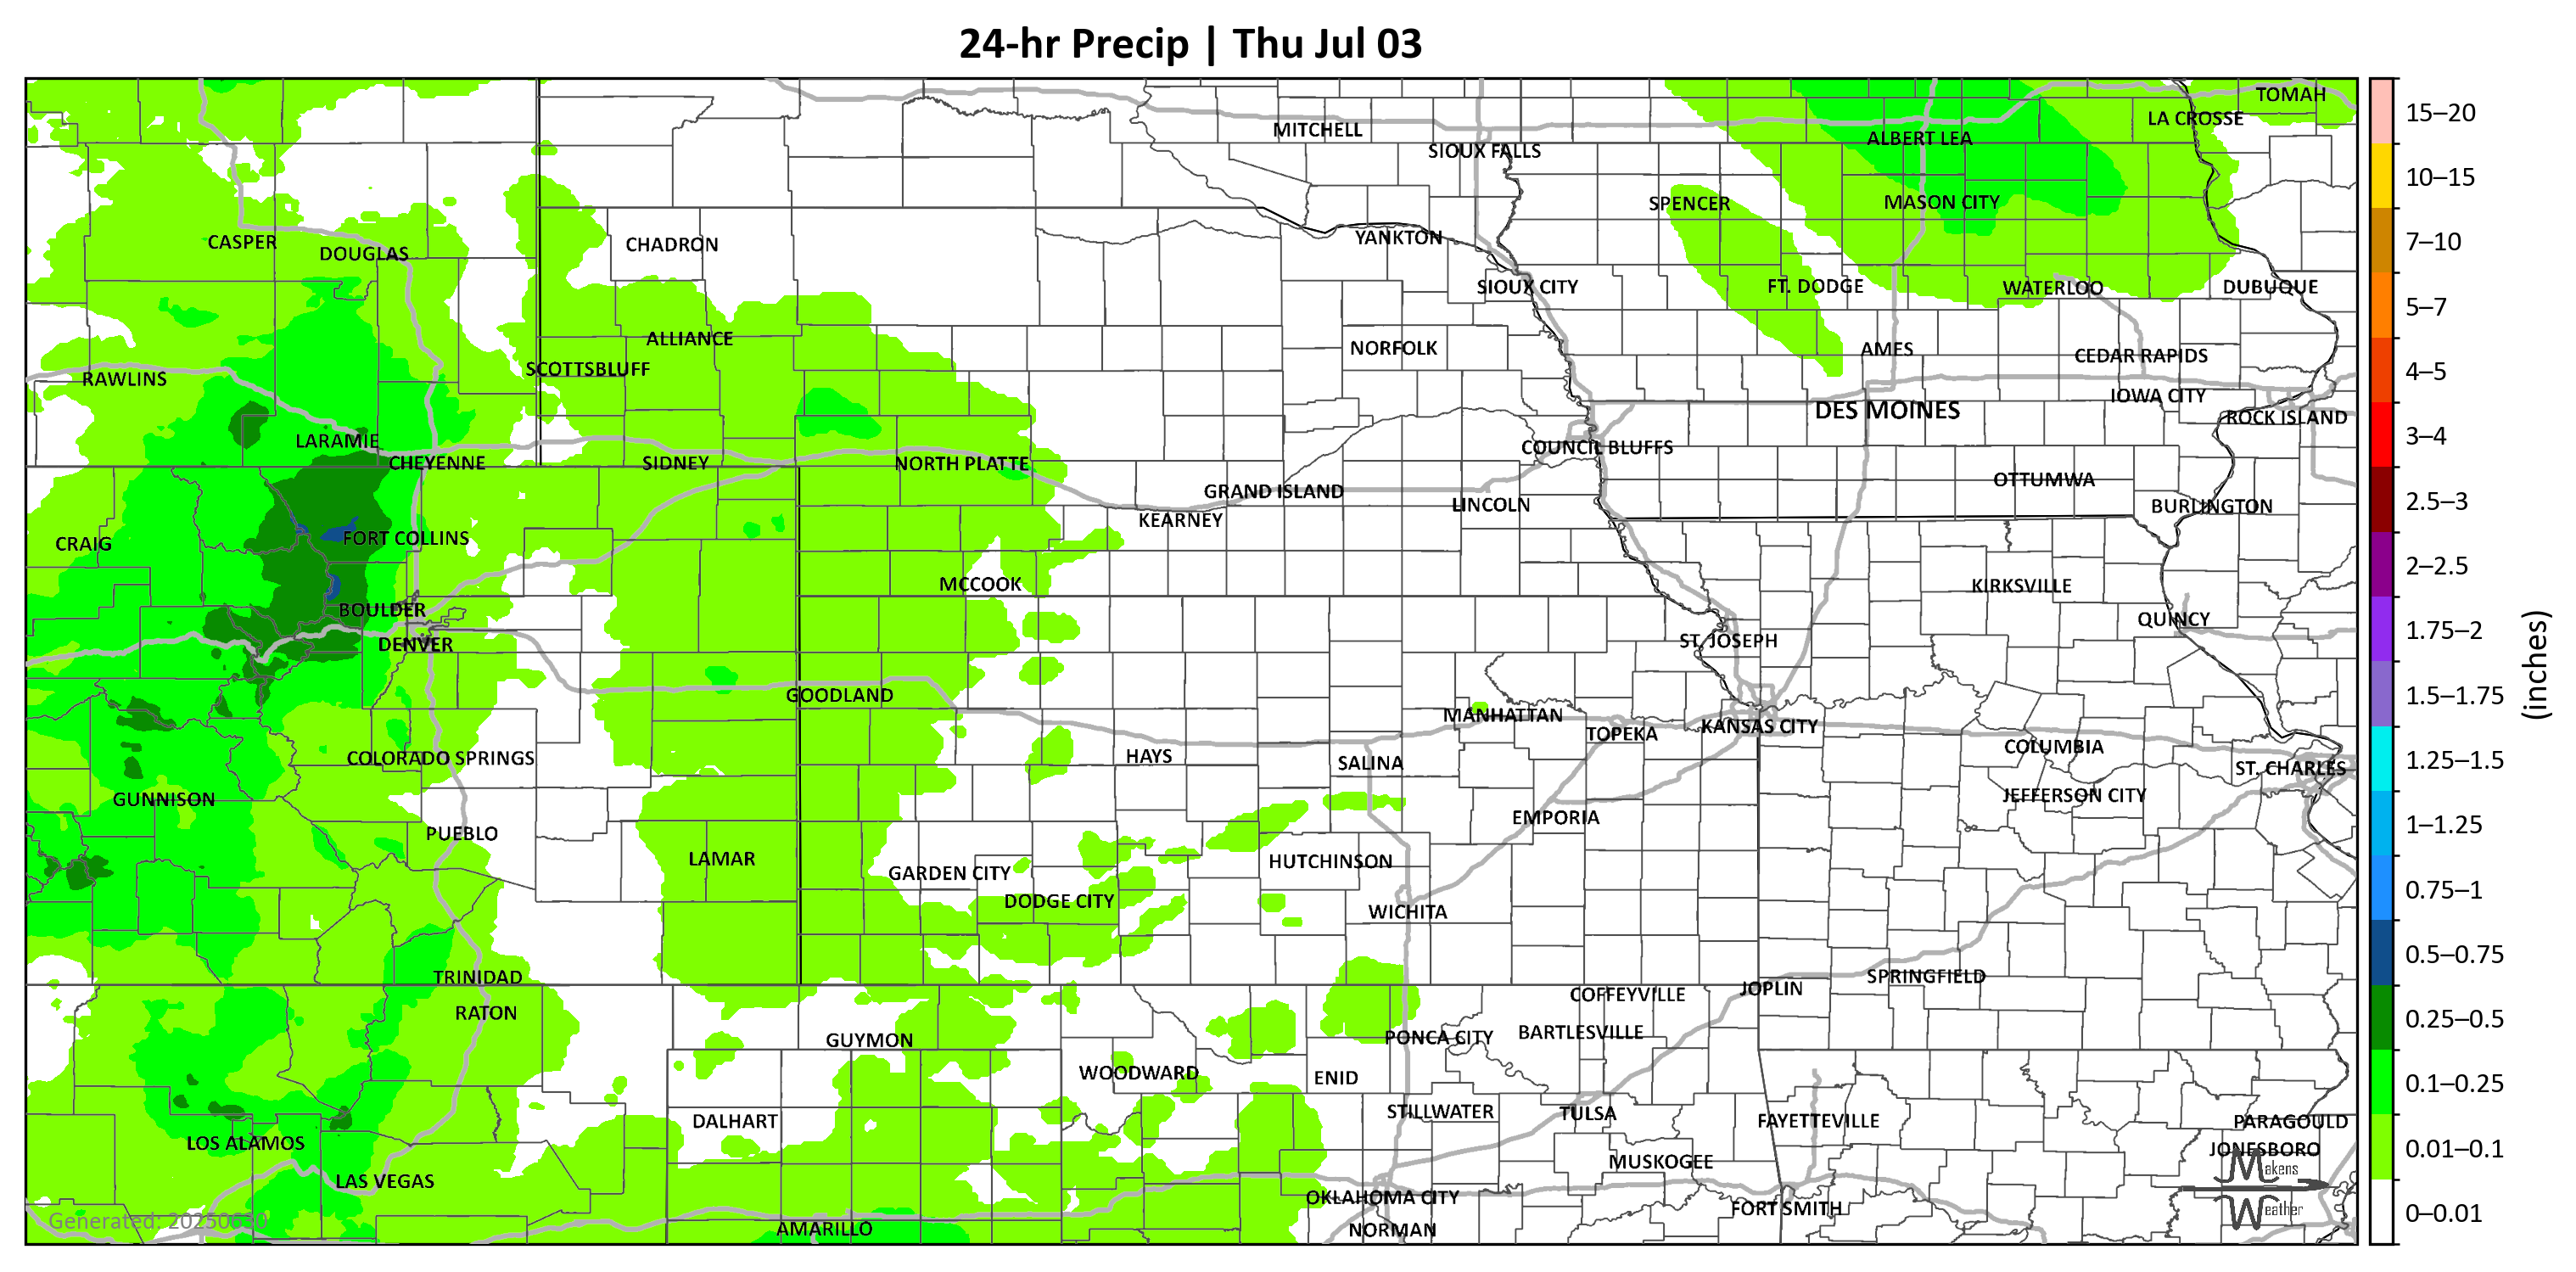 24-hr Precip | Thu Jul 03
TOMAH
LA CROSSE
MITCHELL
ALBERT LEA
SIOUX FALLS
SPENCER
MASON CITY
YANKTON
CASPER
CHADRON
DOUGLAS
SIOUX CITY
FT. DODGE
WATERLOO
DUBUQUE
ALLIANCE
NORFOLK
AMES
CEDAR RAPIDS
SCOTTSBLUFF
RAWLINS
IOWA CITY
DES MOINES
ROCK ISLAND
LARAMIE
COUNCIL BLUFFS
CHEYENNE
SIDNEY
NORTH PLATTE
OTTUMWA
GRAND ISLAND
LINCOLN
BURLINGTON
KEARNEY
FORT COLLINS
CRAIG
MCCOOK
KIRKSVILLE
BOULDER
QUINCY
DENVER
ST. JOSEPH
GOODLAND
MANHATTAN
KANSAS CITY
TOPEKA
COLUMBIA
COLORADO SPRINGS
HAYS
SALINA
ST. CHARLES
GUNNISON
JEFFERSON CITY
EMPORIA
PUEBLO
LAMAR
HUTCHINSON
GARDEN CITY
DODGE CITY
WICHITA
TRINIDAD
SPRINGFIELD
JOPLIN
COFFEYVILLE
RATON
BARTLESVILLE
PONCA CITY
GUYMON
WOODWARD
ENID
STILLWATER
TULSA
DALHART
FAYETTEVILLE
PARAGOULD
LOS ALAMOS
JONESBORO
MUSKOGEE
LAS VEGAS
OKLAHOMA CITY
FORT SMITH
AMARILLO
NORMAN
Makens
Weather
Generated: 20250630
15–20
10–15
7–10
5–7
4–5
3–4
2.5–3
2–2.5
1.75–2
1.5–1.75
1.25–1.5
1–1.25
0.75–1
0.5–0.75
0.25–0.5
0.1–0.25
0.01–0.1
0–0.01
(inches)